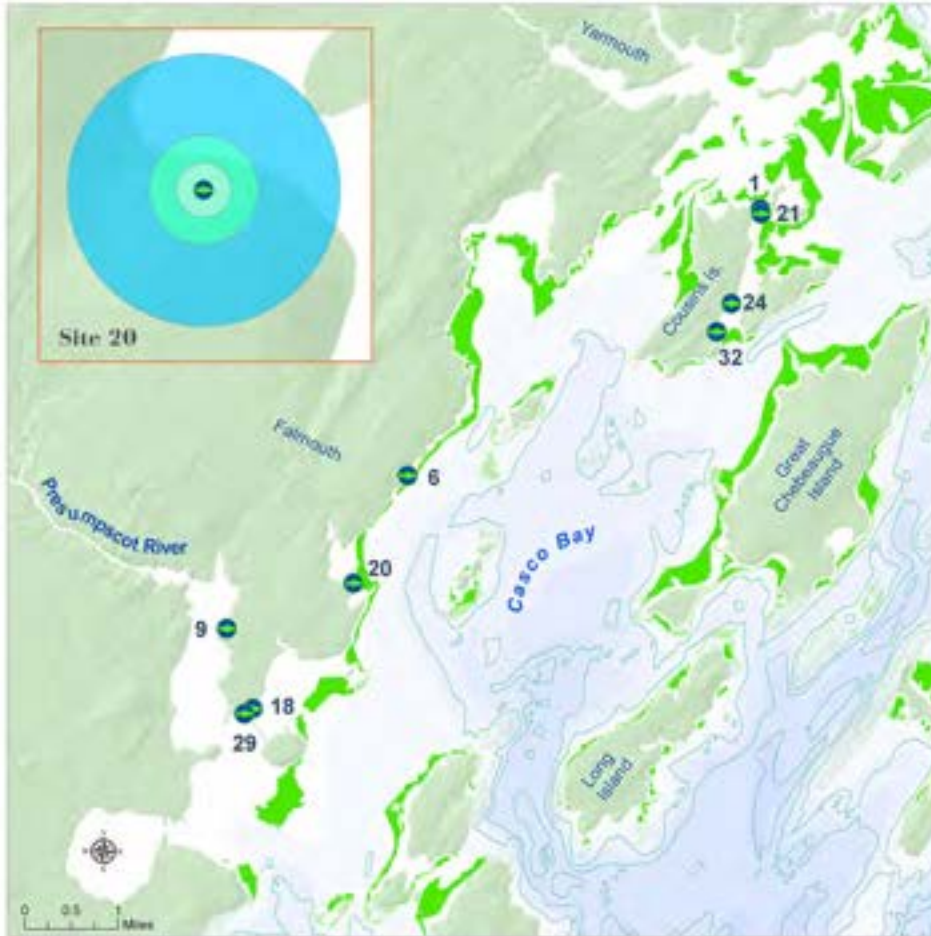 Yarmouth
1
21
Cousins Is.
24
32
Site 20
Falmouth
6
Great
Chebeaugue
Island
Presumpscot River
Casco Bay
20
9
18
29
Long
Island
0 0.5 1
Miles